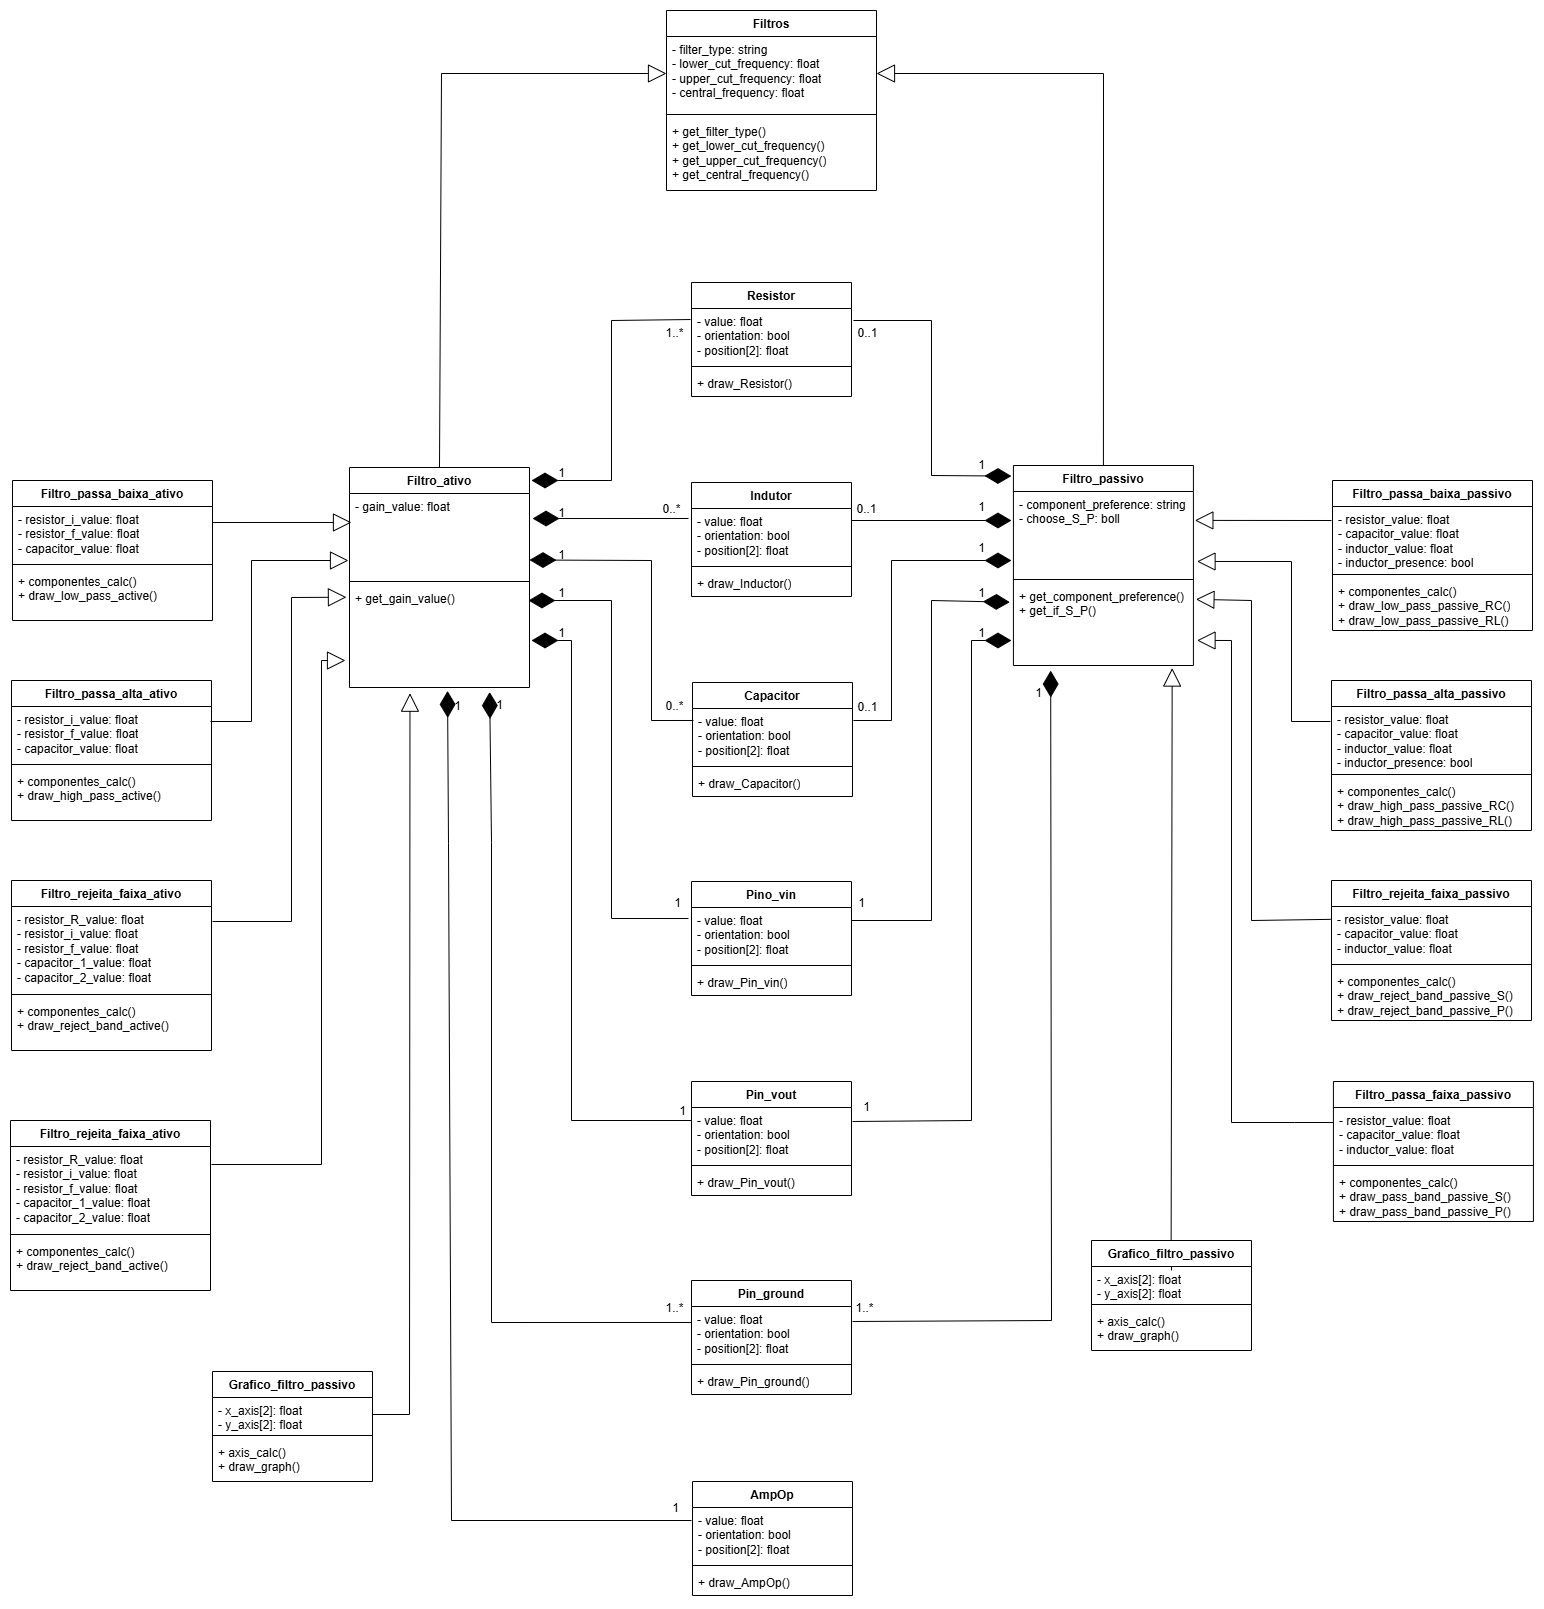 Filtros
- filter_type: string
- lower_cut_frequency: float
- upper_cut_frequency: float
- central_frequency: float
+ get_filter_type()
+ get_lower_cut_frequency()
+ get_upper_cut_frequency()
+ get_central_frequency()
Resistor
- value: float
- orientation: bool
- position[2]: float
+ draw_Resistor()
1..*
0..1
Filtro_ativo
- gain_value: float
+ get_gain_value()
1
1
1
1
1
1
1
Filtro_passivo
- component_preference: string
- choose_S_P: boll
+ get_component_preference()
+ get_if_S_P()
1
1
1
1
1
1
Filtro_passa_baixa_ativo
- resistor_i_value: float
- resistor_f_value: float
- capacitor_value: float
+ componentes_calc()
+ draw_low_pass_active()
Indutor
- value: float
- orientation: bool
- position[2]: float
+ draw_Inductor()
0..*
0..1
Filtro_passa_baixa_passivo
- resistor_value: float
- capacitor_value: float
- inductor_value: float
- inductor_presence: bool
+ componentes_calc()
+ draw_low_pass_passive_RC()
+ draw_low_pass_passive_RL()
Filtro_passa_alta_ativo
- resistor_i_value: float
- resistor_f_value: float
- capacitor_value: float
+ componentes_calc()
+ draw_high_pass_active()
Capacitor
- value: float
- orientation: bool
- position[2]: float
+ draw_Capacitor()
0..*
0..1
Filtro_passa_alta_passivo
- resistor_value: float
- capacitor_value: float
- inductor_value: float
- inductor_presence: bool
+ componentes_calc()
+ draw_high_pass_passive_RC()
+ draw_high_pass_passive_RL()
Filtro_rejeita_faixa_ativo
- resistor_R_value: float
- resistor_i_value: float
- resistor_f_value: float
- capacitor_1_value: float
- capacitor_2_value: float
+ componentes_calc()
+ draw_reject_band_active()
Pino_vin
- value: float
- orientation: bool
- position[2]: float
+ draw_Pin_vin()
1
1
Filtro_rejeita_faixa_passivo
- resistor_value: float
- capacitor_value: float
- inductor_value: float
+ componentes_calc()
+ draw_reject_band_passive_S()
+ draw_reject_band_passive_P()
Filtro_rejeita_faixa_ativo
- resistor_R_value: float
- resistor_i_value: float
- resistor_f_value: float
- capacitor_1_value: float
- capacitor_2_value: float
+ componentes_calc()
+ draw_reject_band_active()
Pin_vout
- value: float
- orientation: bool
- position[2]: float
+ draw_Pin_vout()
1
1
Filtro_passa_faixa_passivo
- resistor_value: float
- capacitor_value: float
- inductor_value: float
+ componentes_calc()
+ draw_pass_band_passive_S()
+ draw_pass_band_passive_P()
Grafico_filtro_passivo
- x_axis[2]: float
- y_axis[2]: float
+ axis_calc()
+ draw_graph()
Pin_ground
- value: float
- orientation: bool
- position[2]: float
+ draw_Pin_ground()
1..*
1..*
Grafico_filtro_passivo
- x_axis[2]: float
- y_axis[2]: float
+ axis_calc()
+ draw_graph()
AmpOp
- value: float
- orientation: bool
- position[2]: float
+ draw_AmpOp()
1